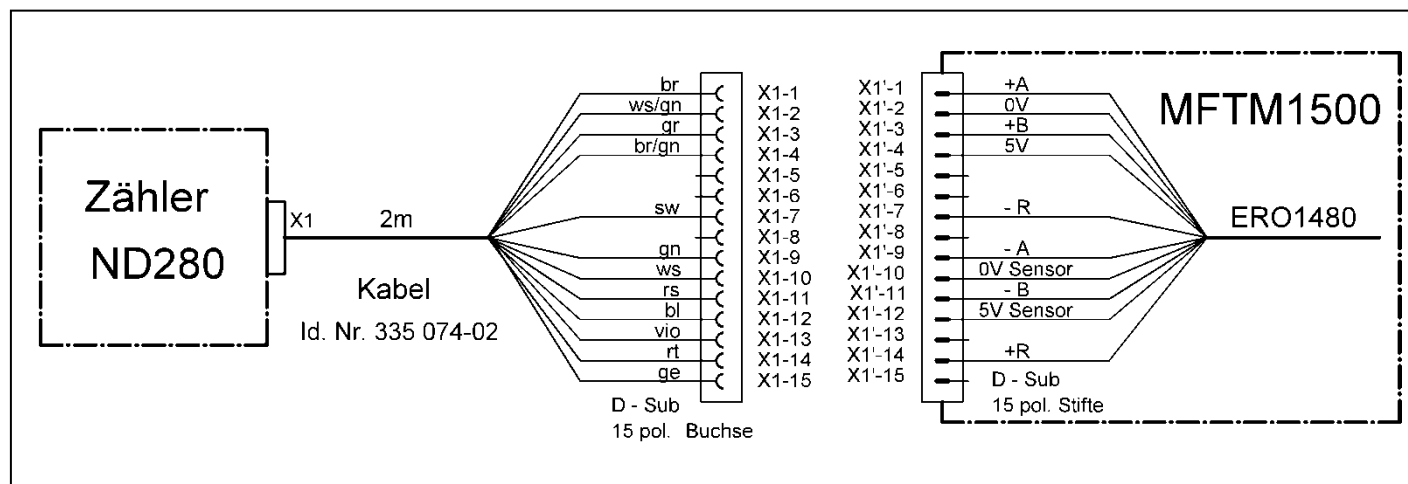 Zähler
ND280
X1
2m
Kabel
Id. Nr. 335 074-02
br
ws/gn
gr
br/gn
sw
gn
ws
rs
bl
vio
rt
ge
D - Sub
15 pol. Buchse
X1-1
X1-2
X1-3
X1-4
X1-5
X1-6
X1-7
X1-8
X1-9
X1-10
X1-11
X1-12
X1-13
X1-14
X1-15
X1'-1
X1'-2
X1'-3
X1'-4
X1'-5
X1'-6
X1'-7
X1'-8
X1'-9
X1'-10
X1'-11
X1'-12
X1'-13
X1'-14
X1'-15
+A
0V
+B
5V
- R
- A
0V Sensor
- B
5V Sensor
+R
D - Sub
15 pol. Stifte
MFTM1500
ERO1480